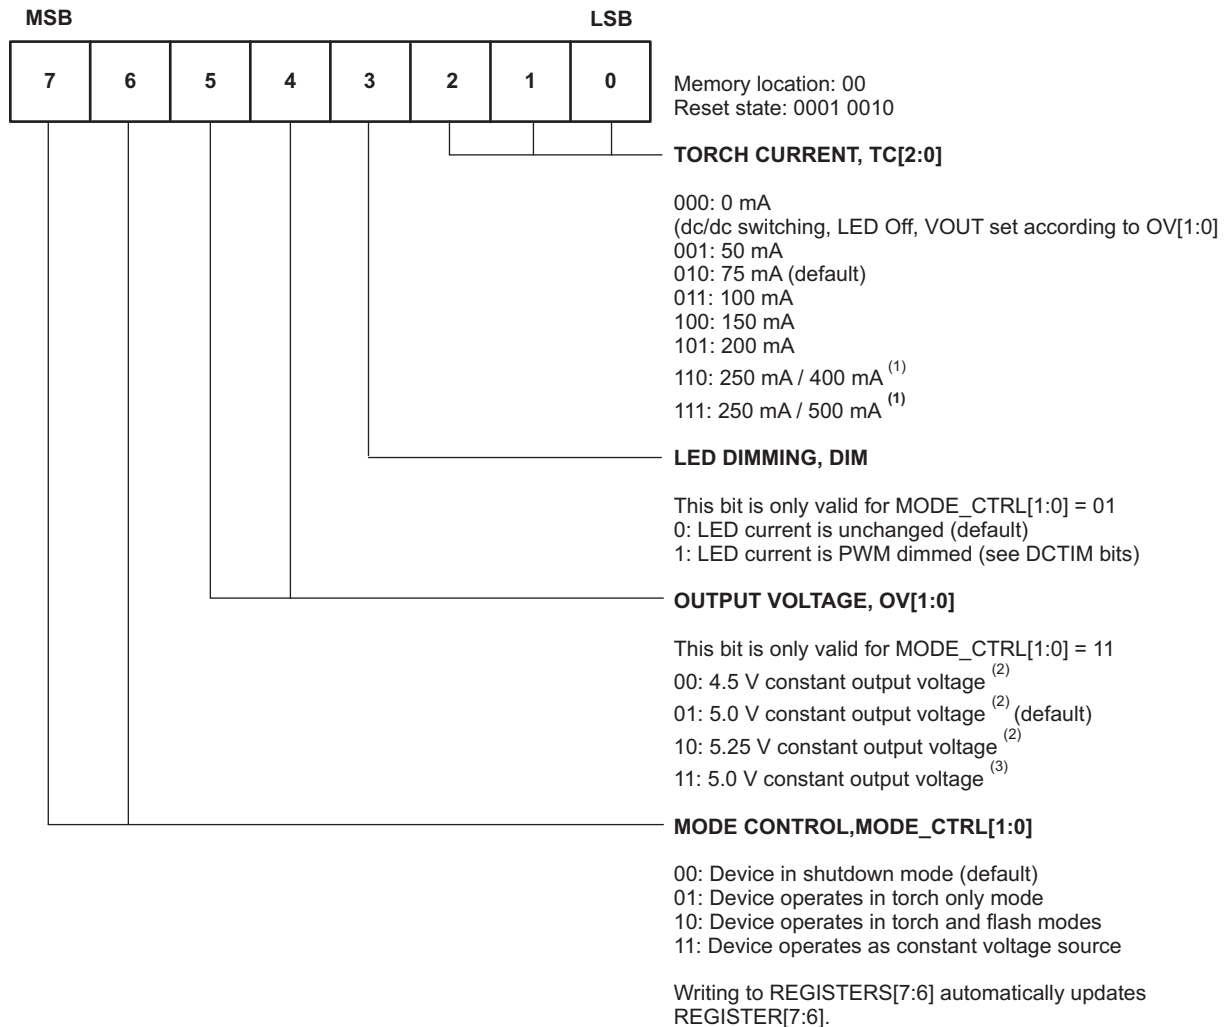 MSB LSB
7 6 5 4 3 2 1 0
Memory location: 00
Reset state: 0001 0010
TORCH CURRENT, TC[2:0]
000: 0 mA
(dc/dc switching, LED Off, VOUT set according to OV[1:0]
001: 50 mA
010: 75 mA (default)
011: 100 mA
100: 150 mA
101: 200 mA
110: 250 mA / 400 mA (1)
111: 250 mA / 500 mA (1)
LED DIMMING, DIM
This bit is only valid for MODE_CTRL[1:0] = 01
0: LED current is unchanged (default)
1: LED current is PWM dimmed (see DCTIM bits)
OUTPUT VOLTAGE, OV[1:0]
This bit is only valid for MODE_CTRL[1:0] = 11
00: 4.5 V constant output voltage (2)
01: 5.0 V constant output voltage (2) (default)
10: 5.25 V constant output voltage (2)
11: 5.0 V constant output voltage (3)
MODE CONTROL,MODE_CTRL[1:0]
00: Device in shutdown mode (default)
01: Device operates in torch only mode
10: Device operates in torch and flash modes
11: Device operates as constant voltage source
Writing to REGISTERS[7:6] automatically updates
REGISTER[7:6].